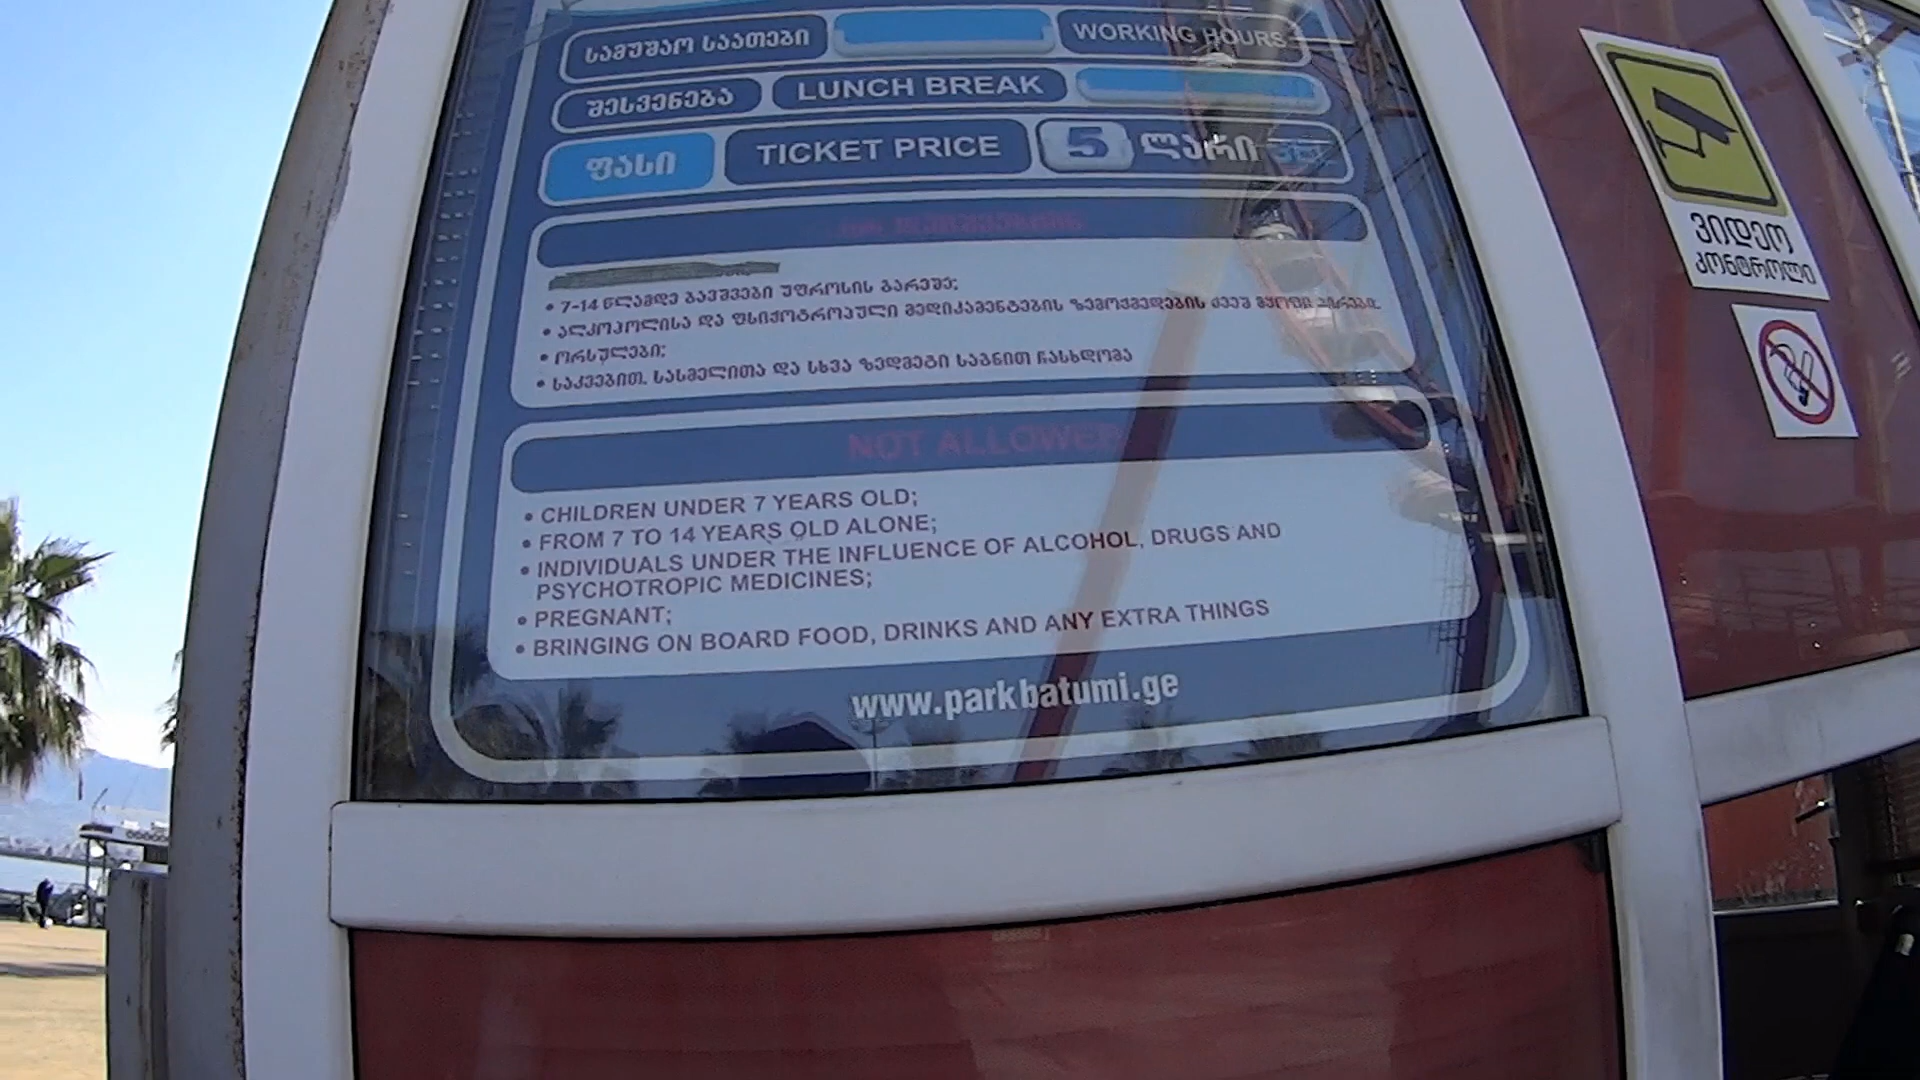 სამუშაო საათები WORKING HOURS
შესვენება LUNCH BREAK
ფასი TICKET PRICE 5 ლარი
• 7-14 წლამდე ბავშვები უფროსის გარეშე;
• ალკოჰოლისა და ფსიქოტროპული მედიკამენტების ზემოქმედების ქვეშ მყოფი პირები.
• ორსულები;
• საკვებით, სასმელითა და სხვა ზედმეტი საგნით ჩასხდომა
NOT ALLOWED
• CHILDREN UNDER 7 YEARS OLD;
• FROM 7 TO 14 YEARS OLD ALONE;
• INDIVIDUALS UNDER THE INFLUENCE OF ALCOHOL, DRUGS AND
PSYCHOTROPIC MEDICINES;
• PREGNANT;
• BRINGING ON BOARD FOOD, DRINKS AND ANY EXTRA THINGS
www.parkbatumi.ge
ვიდეო
კონტროლი